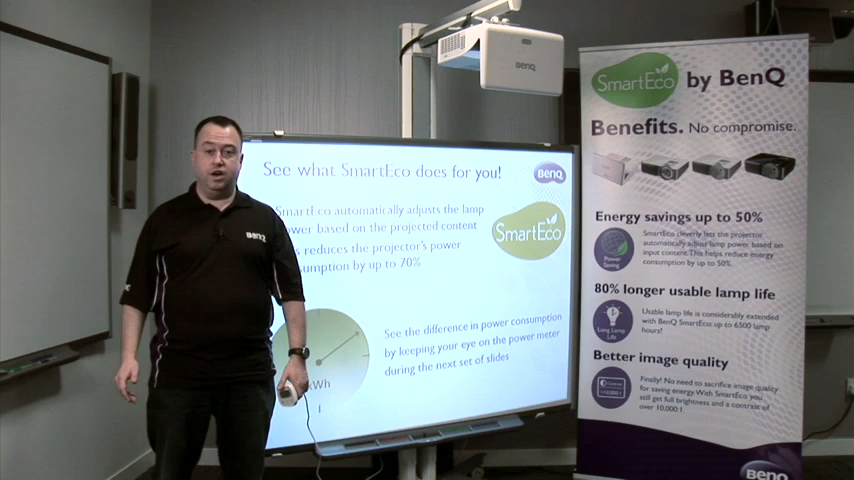 BenQ
SmartEco by BenQ
Benefits. No compromise.
See what SmartEco does for you!
BenQ
SmartEco automatically adjusts the lamp
power based on the projected content
reduces the projector's power
consumption by up to 70%
SmartEco
See the difference in power consumption
by keeping your eye on the power meter
during the next set of slides
kWh
BenQ
Energy savings up to 50%
Power
Saving
SmartEco cleverly lets the projector
automatically adjust lamp power based on
input content. This helps reduce energy
consumption by up to 50%.
80% longer usable lamp life
Long Lamp
Life
Usable lamp life is considerably extended
with BenQ SmartEco: up to 6500 lamp
hours!
Better image quality
Finally! No need to sacrifice image quality
for saving energy. With SmartEco you
still get full brightness and a contrast of
over 10,000:1.
BenQ